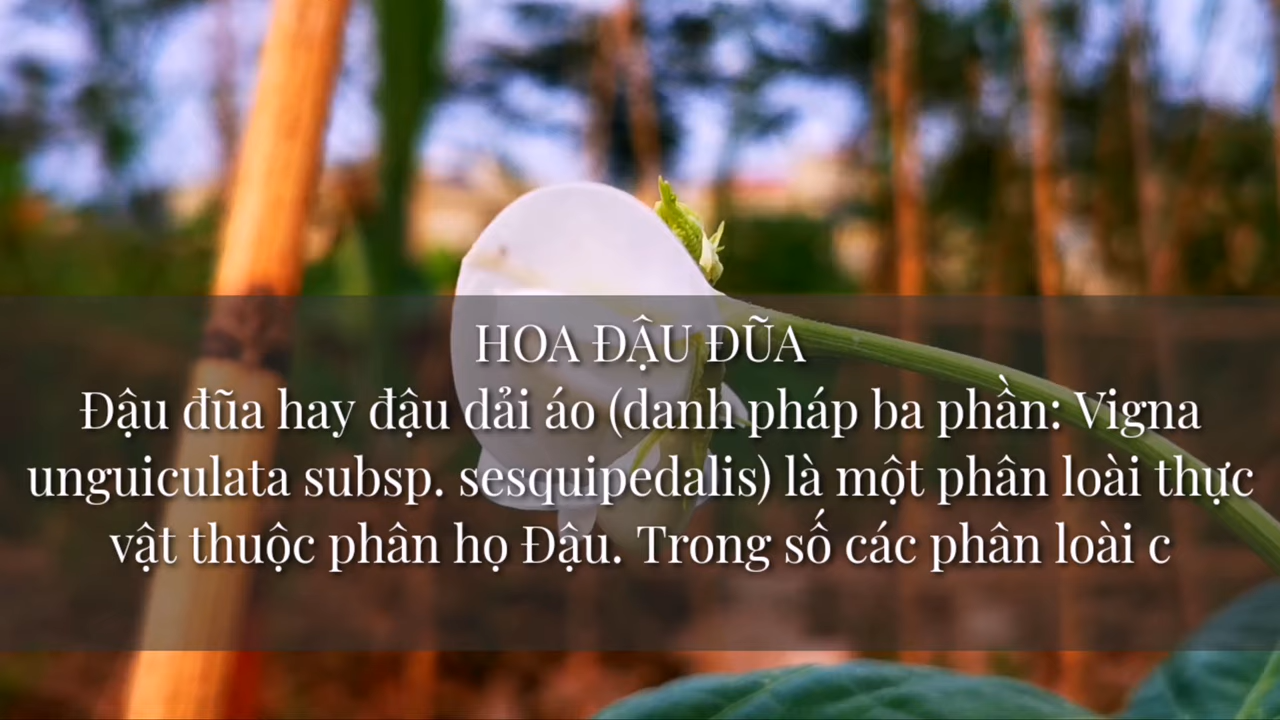 HOA ĐẬU ĐŨA
Đậu đũa hay đậu dải áo (danh pháp ba phần: Vigna
unguiculata subsp. sesquipedalis) là một phân loài thực
vật thuộc phân họ Đậu. Trong số các phân loài c